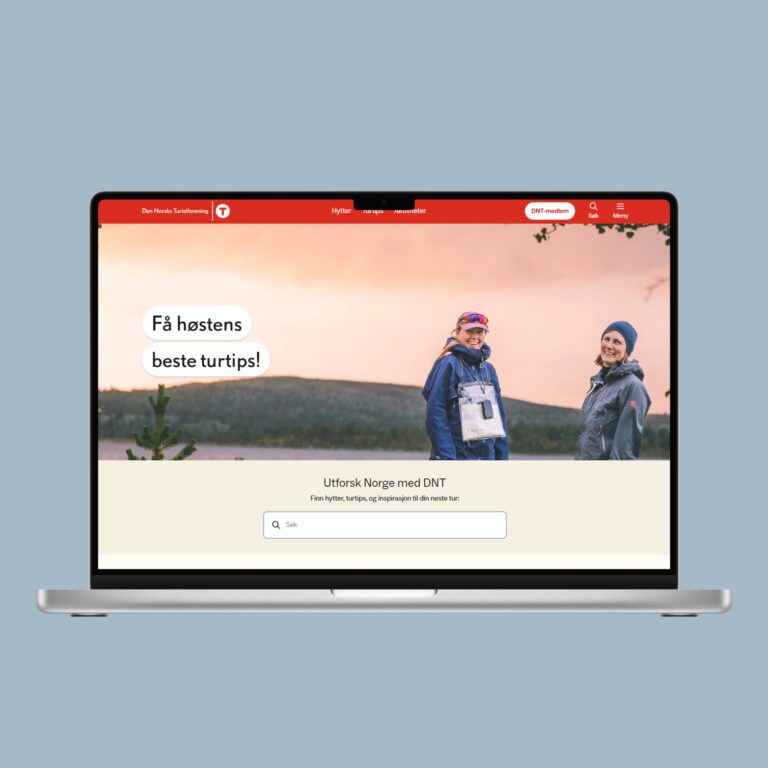 Den Norske Turistforening T
Hytter Turtips Aktiviteter
DNT-medlem
Søk
Meny
Få høstens
beste turtips!
Utforsk Norge med DNT
Finn hytter, turtips, og inspirasjon til din neste tur:
Søk